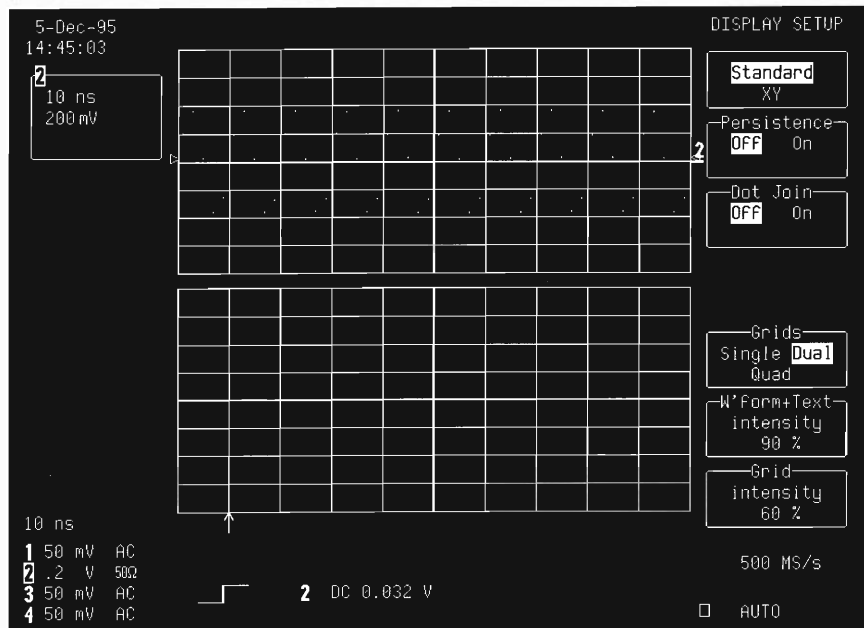 5-Dec-95
14:45:03
2
10 ns
200 mV
2
DISPLAY SETUP
Standard
XY
Persistence
Off On
Dot Join
Off On
Grids
Single Dual
Quad
W'form+Text
intensity
90 %
Grid
intensity
60 %
10 ns
1 50 mV AC
2 .2 V 50Ω
3 50 mV AC
4 50 mV AC
2 DC 0.032 V
500 MS/s
AUTO